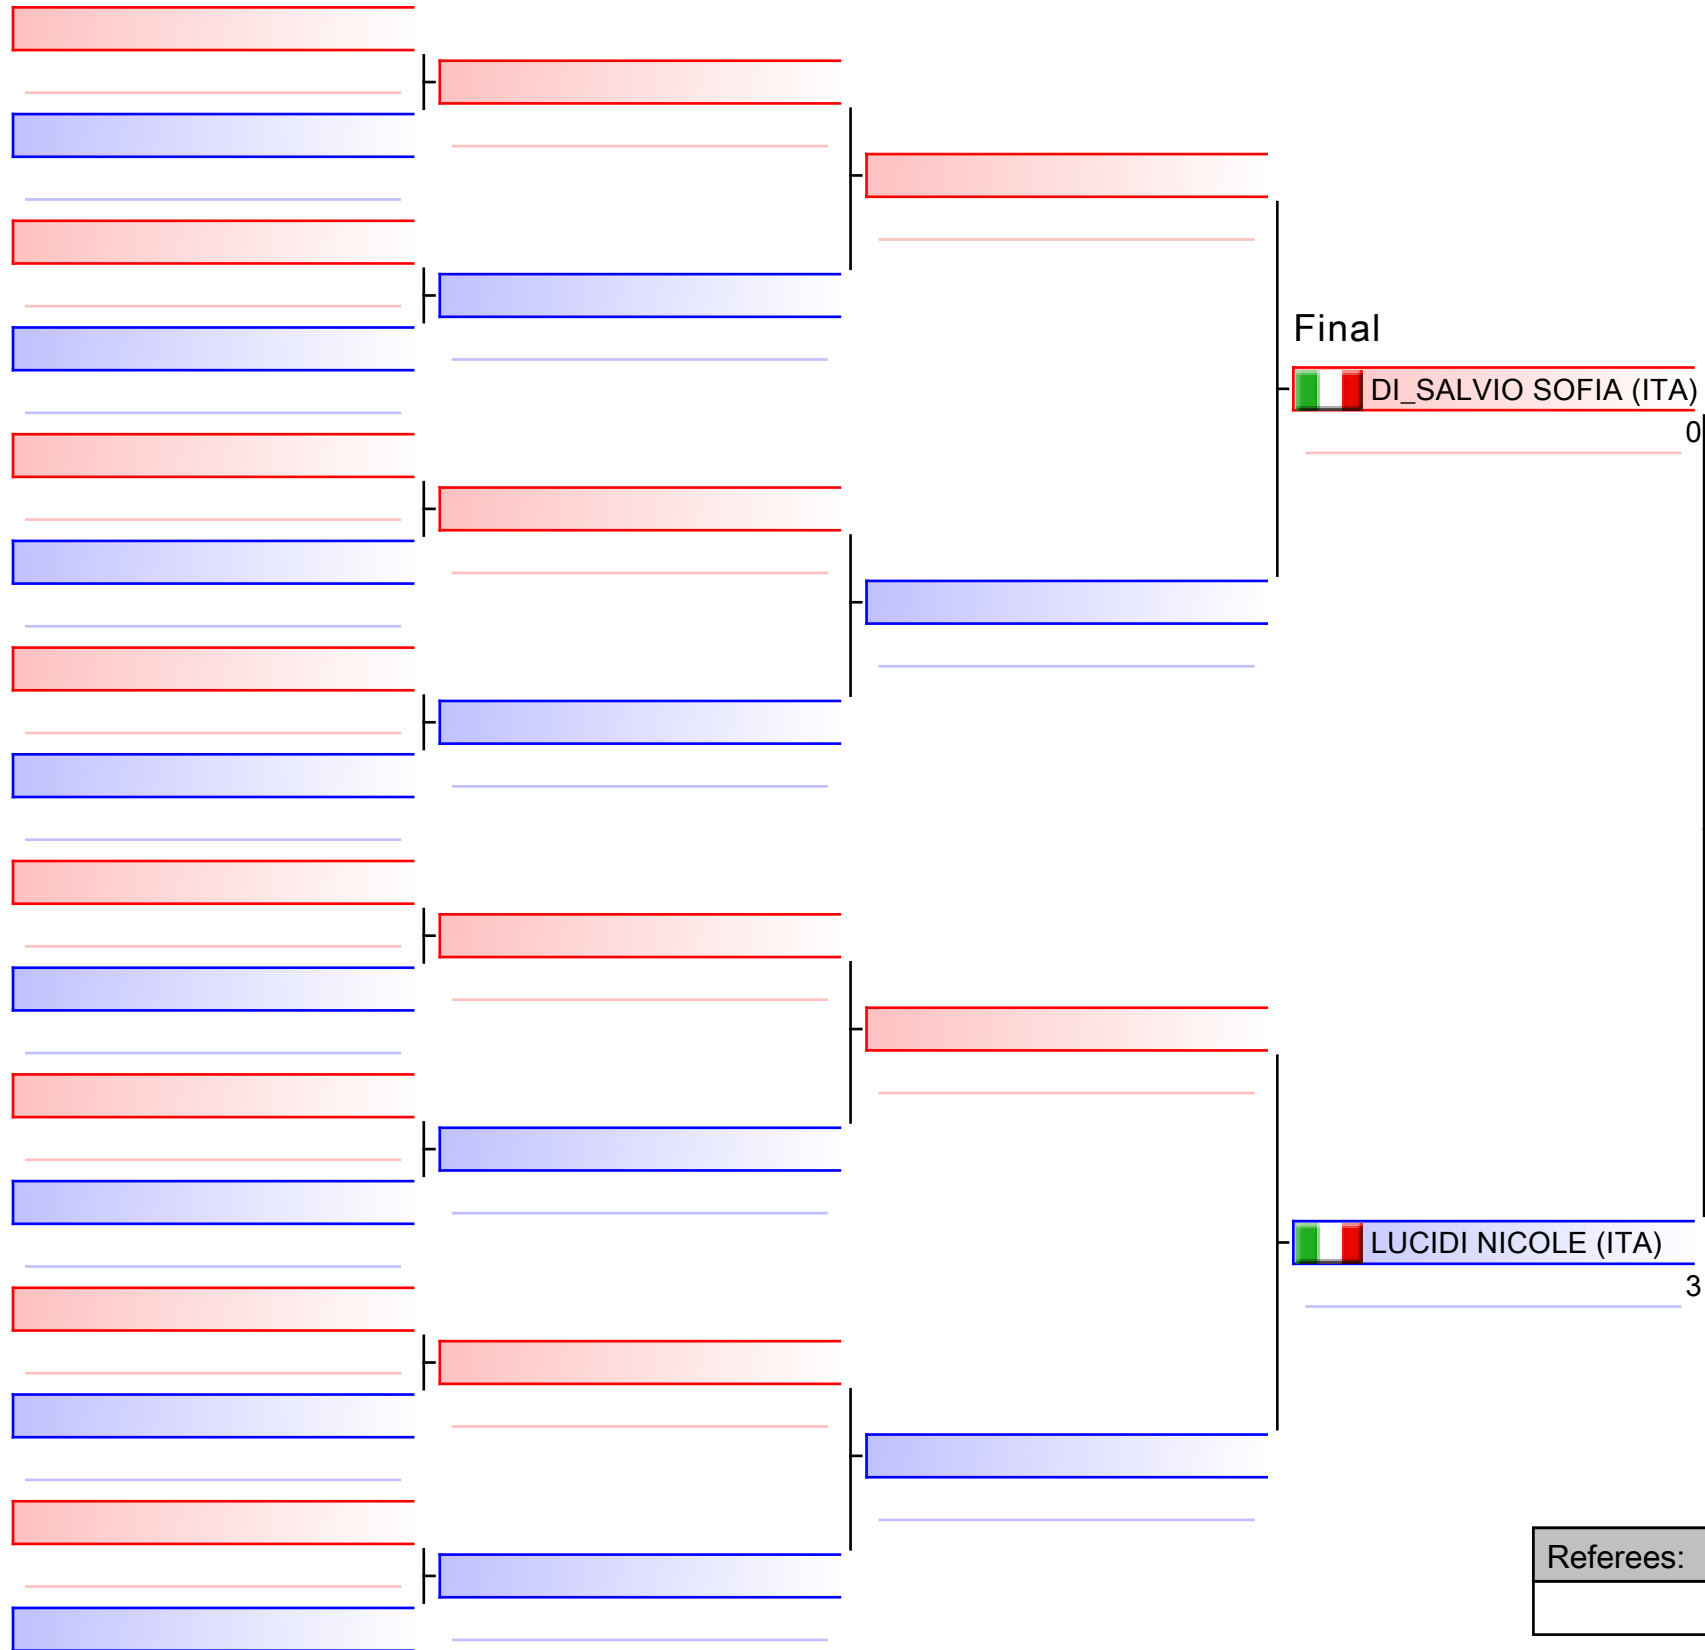 Final
DI_SALVIO SOFIA (ITA)
0
LUCIDI NICOLE (ITA)
3
Referees: